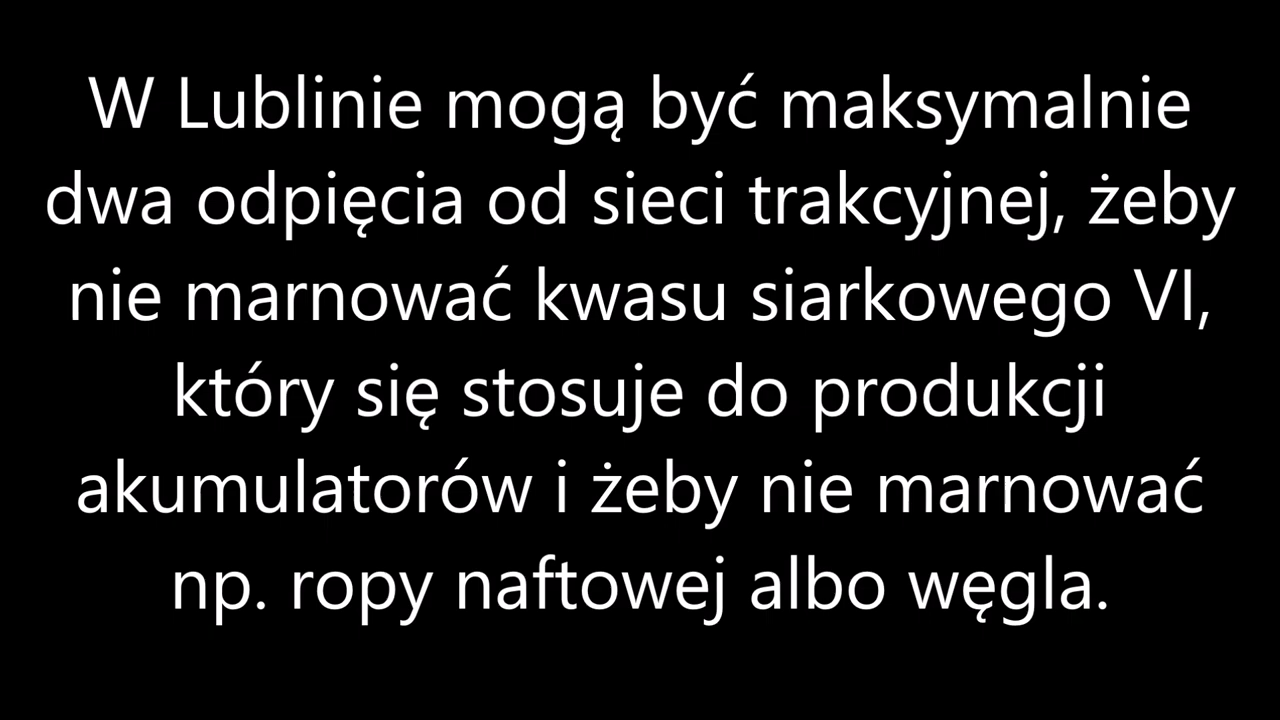 W Lublinie mogą być maksymalnie
dwa odpięcia od sieci trakcyjnej, żeby
nie marnować kwasu siarkowego VI,
który się stosuje do produkcji
akumulatorów i żeby nie marnować
np. ropy naftowej albo węgla.